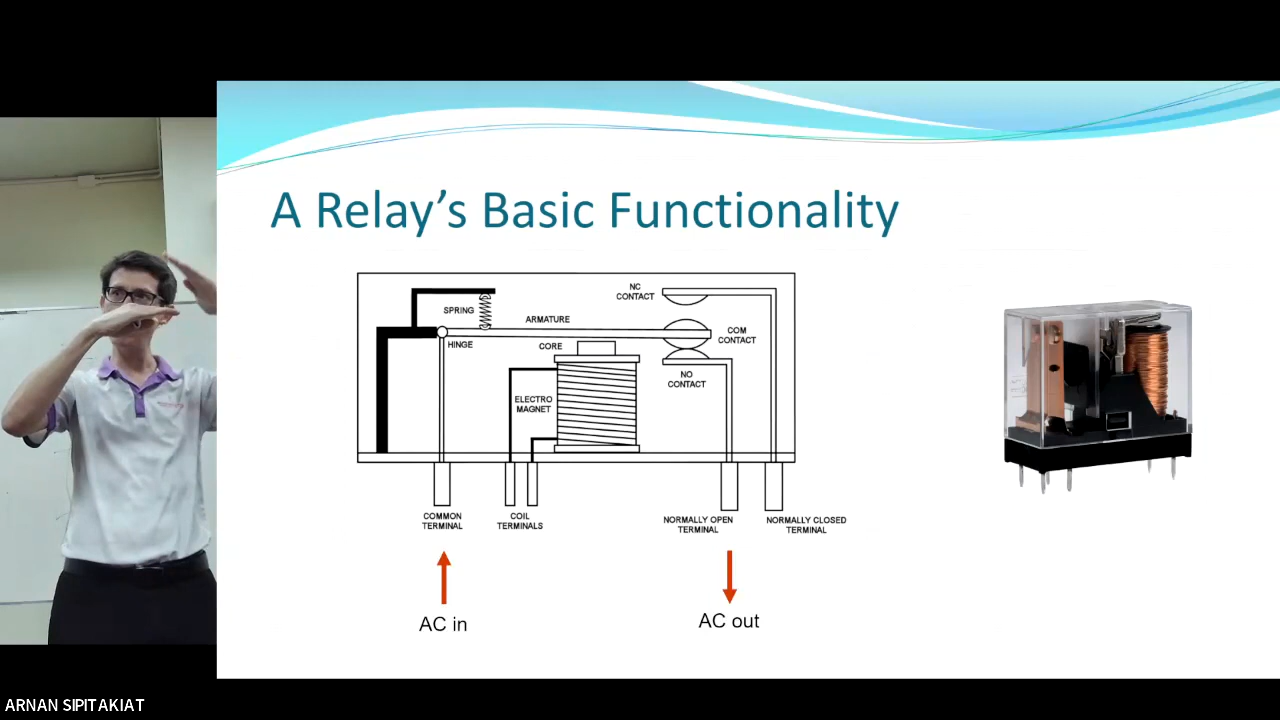 A Relay's Basic Functionality
NC
CONTACT
SPRING
ARMATURE
COM
CONTACT
HINGE
CORE
NO
CONTACT
ELECTRO
MAGNET
COMMON
TERMINAL
COIL
TERMINALS
NORMALLY OPEN
TERMINAL
NORMALLY CLOSED
TERMINAL
AC in
AC out
ARNAN SIPITAKIAT